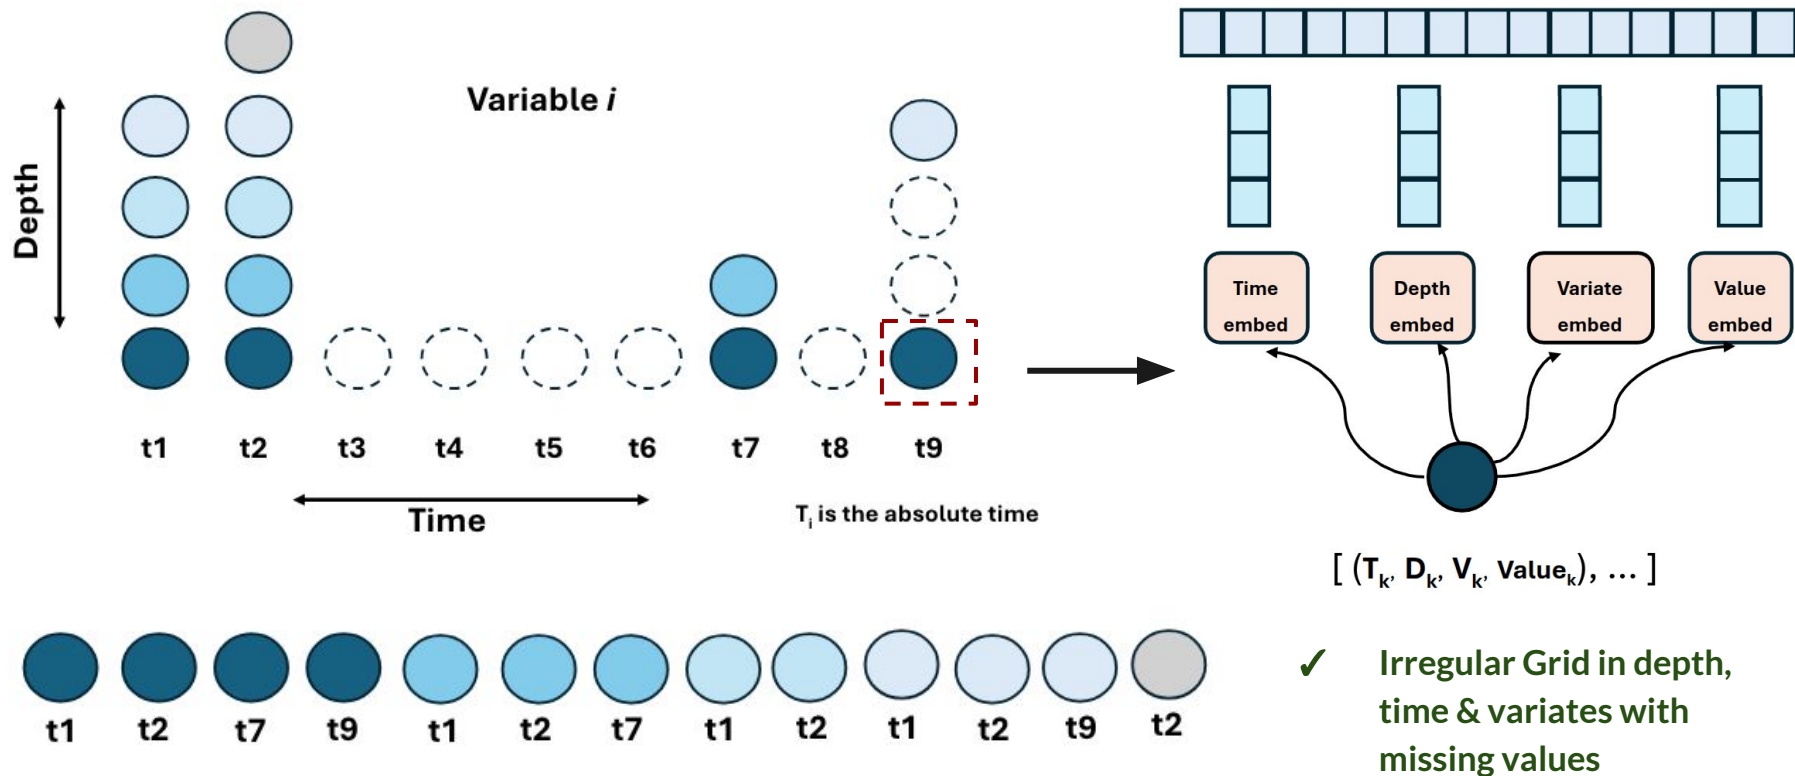 Variable i
Depth
t1 t2 t3 t4 t5 t6 t7 t8 t9
Time
Ti is the absolute time
t1 t2 t7 t9 t1 t2 t7 t1 t2 t1 t2 t9 t2
Time
embed
Depth
embed
Variate
embed
Value
embed
[ (Tk, Dk, Vk, Valuek), ... ]
✓ Irregular Grid in depth,
time & variates with
missing values